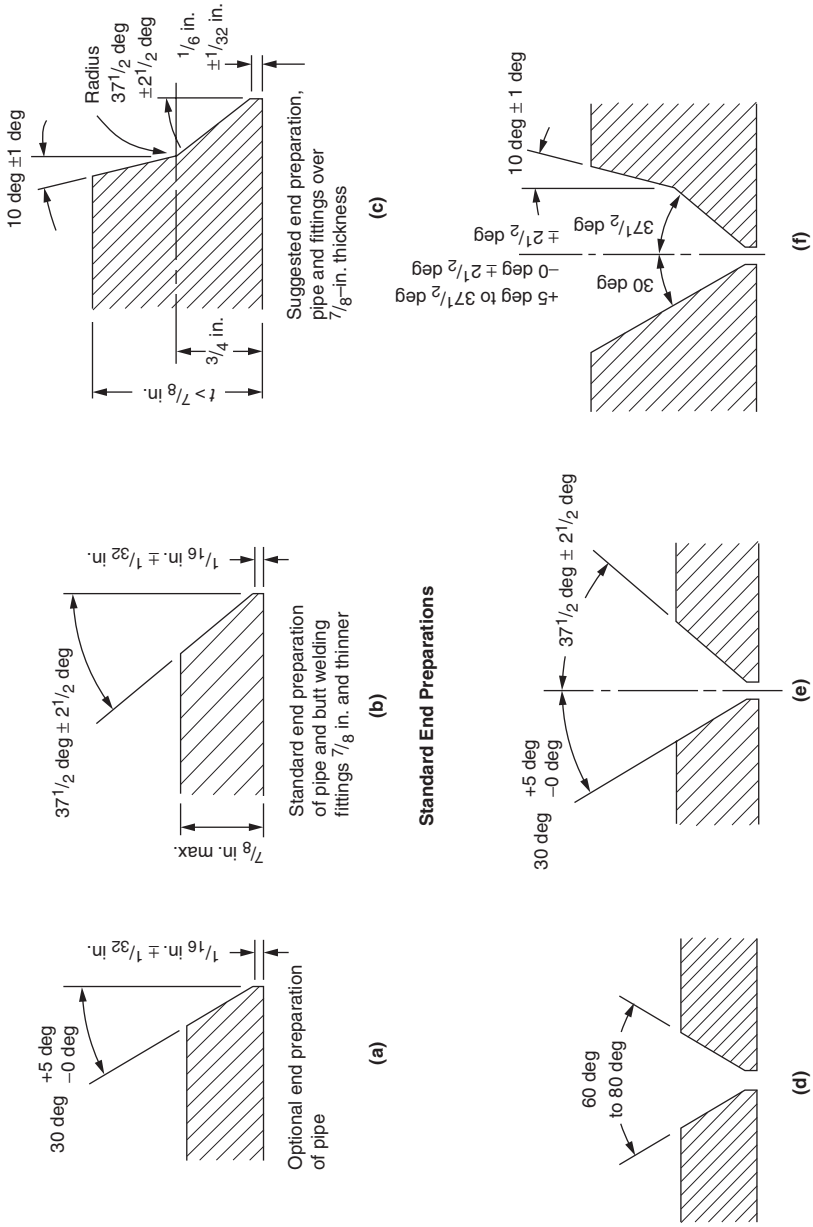 30 deg
+5 deg
−0 deg
1/16 in. ± 1/32 in.
Optional end preparation
of pipe
(a)
37 1/2 deg ± 2 1/2 deg
1/16 in. ± 1/32 in.
7/8 in. max.
Standard end preparation
of pipe and butt welding
fittings 7/8 in. and thinner
(b)
10 deg ±1 deg
Radius
37 1/2 deg
±2 1/2 deg
1/6 in.
±1/32 in.
t > 7/8 in.
3/4 in.
Suggested end preparation,
pipe and fittings over
7/8–in. thickness
(c)
Standard End Preparations
60 deg
to 80 deg
(d)
30 deg
+5 deg
−0 deg
37 1/2 deg ± 2 1/2 deg
(e)
+5 deg to 37 1/2 deg
−0 deg ± 2 1/2 deg
30 deg
± 2 1/2 deg
37 1/2 deg
10 deg ± 1 deg
(f)